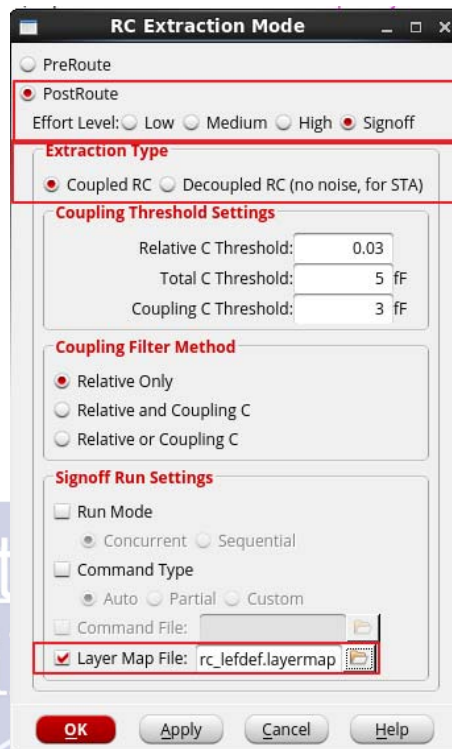 RC Extraction Mode
PreRoute
PostRoute
Effort Level: Low Medium High Signoff
Extraction Type
Coupled RC Decoupled RC (no noise, for STA)
Coupling Threshold Settings
Relative C Threshold: 0.03
Total C Threshold: 5 fF
Coupling C Threshold: 3 fF
Coupling Filter Method
Relative Only
Relative and Coupling C
Relative or Coupling C
Signoff Run Settings
Run Mode
Concurrent Sequential
Command Type
Auto Partial Custom
Command File:
Layer Map File: rc_lefdef.layermap
OK Apply Cancel Help